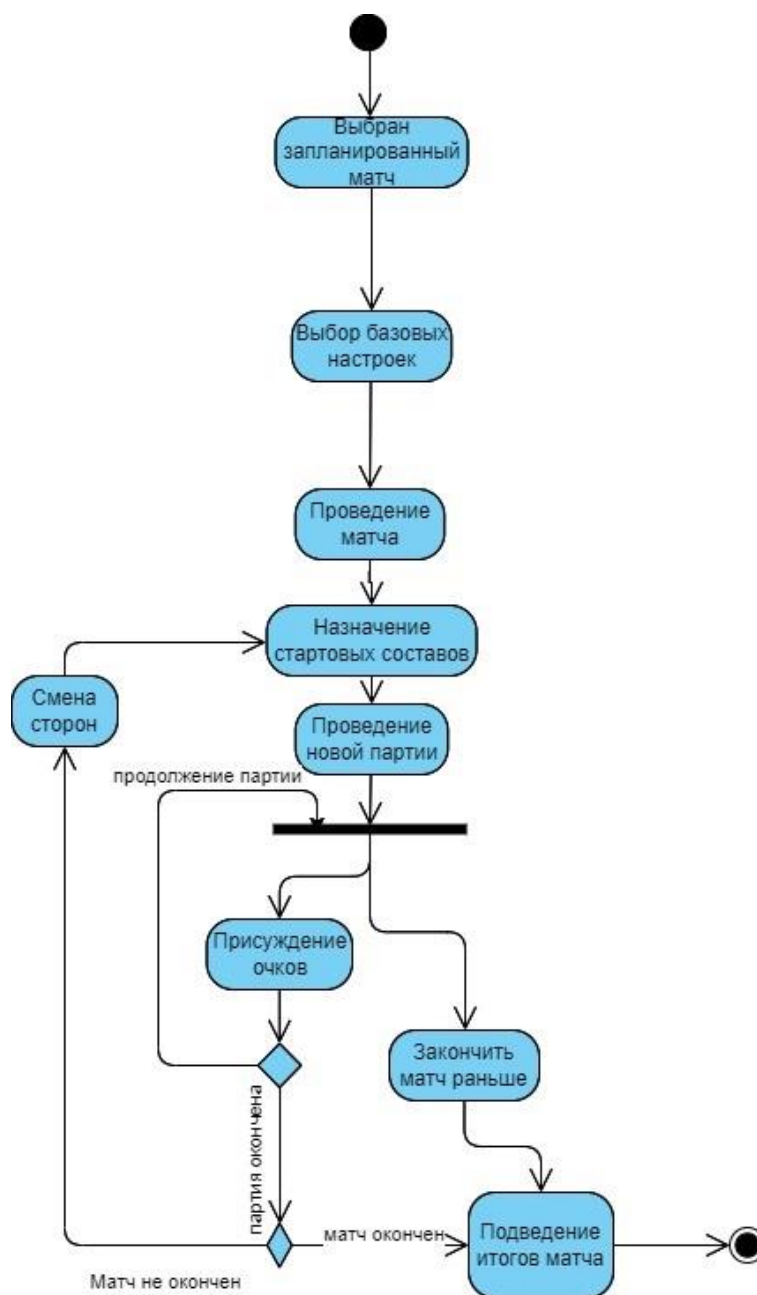 Выбран
запланированный
матч
Выбор базовых
настроек
Проведение
матча
Назначение
стартовых составов
Смена
сторон
Проведение
новой партии
продолжение партии
Присуждение
очков
Закончить
матч раньше
партия окончена
матч окончен
Подведение
итогов матча
Матч не окончен